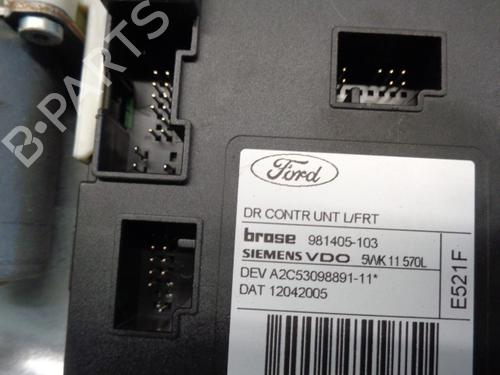 B-PARTS
Ford
DR CONTR UNT L/FRT
brose 981405-103
SIEMENS VDO 5WK 11 570L
DEV A2C53098891-11*
DAT 12042005
E521F